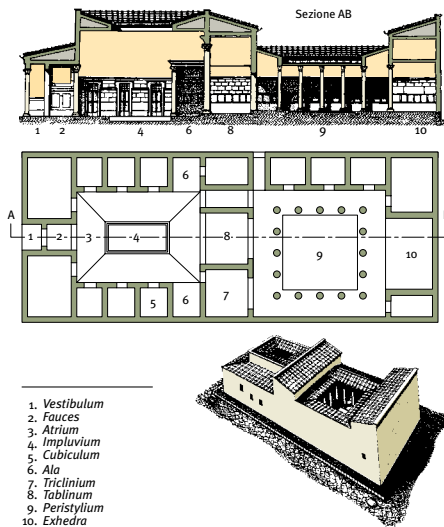 Sezione AB
1 2 4 6 8 9 10
6
A
1 2 3 4 8 9 10
5 6 7
1. Vestibulum
2. Fauces
3. Atrium
4. Impluvium
5. Cubiculum
6. Ala
7. Triclinium
8. Tablinum
9. Peristylium
10. Exhedra